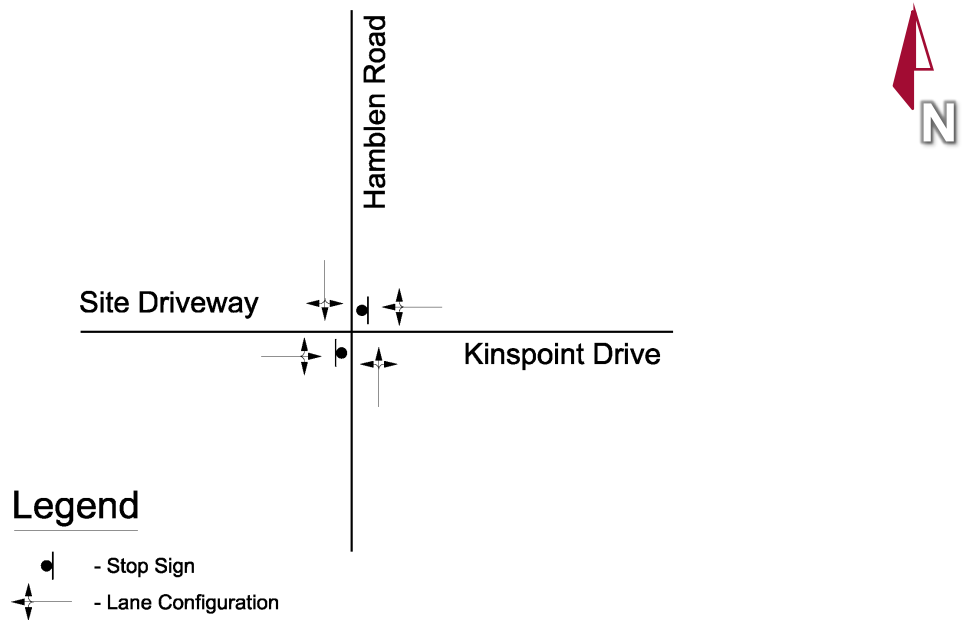 Hamblen Road
N
Site Driveway
Kinspoint Drive
Legend
- Stop Sign
- Lane Configuration